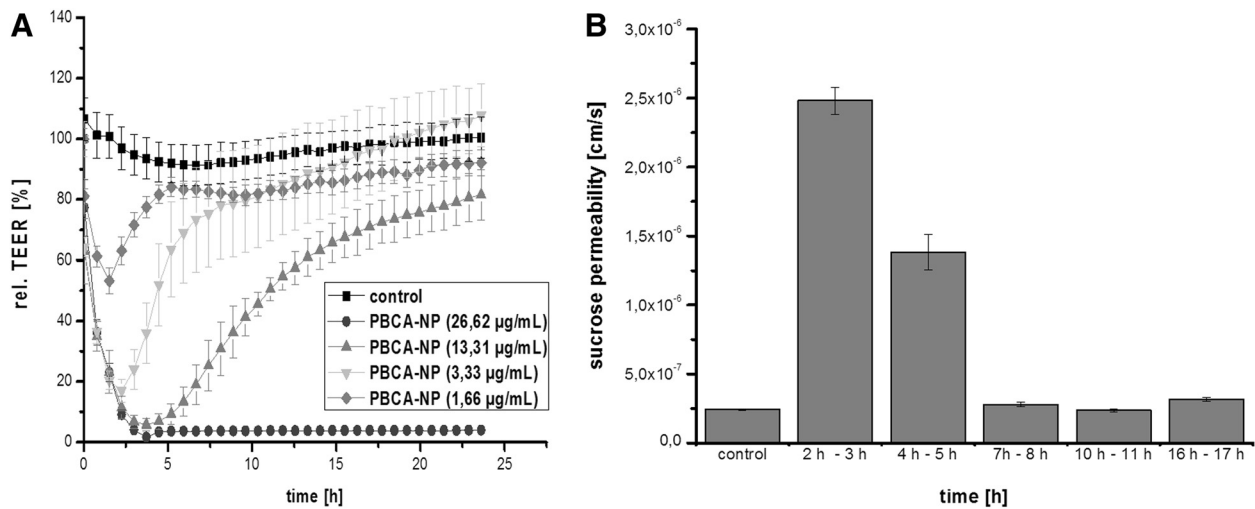 A
rel. TEER [%]
140
120
100
80
60
40
20
0
0
5
10
15
20
25
time [h]
control
PBCA-NP (26,62 µg/mL)
PBCA-NP (13,31 µg/mL)
PBCA-NP (3,33 µg/mL)
PBCA-NP (1,66 µg/mL)
B
sucrose permeability [cm/s]
3,0x10⁻⁶
2,5x10⁻⁶
2,0x10⁻⁶
1,5x10⁻⁶
1,0x10⁻⁶
5,0x10⁻⁷
0,0
control
2 h - 3 h
4 h - 5 h
7h - 8 h
10 h - 11 h
16 h - 17 h
time [h]